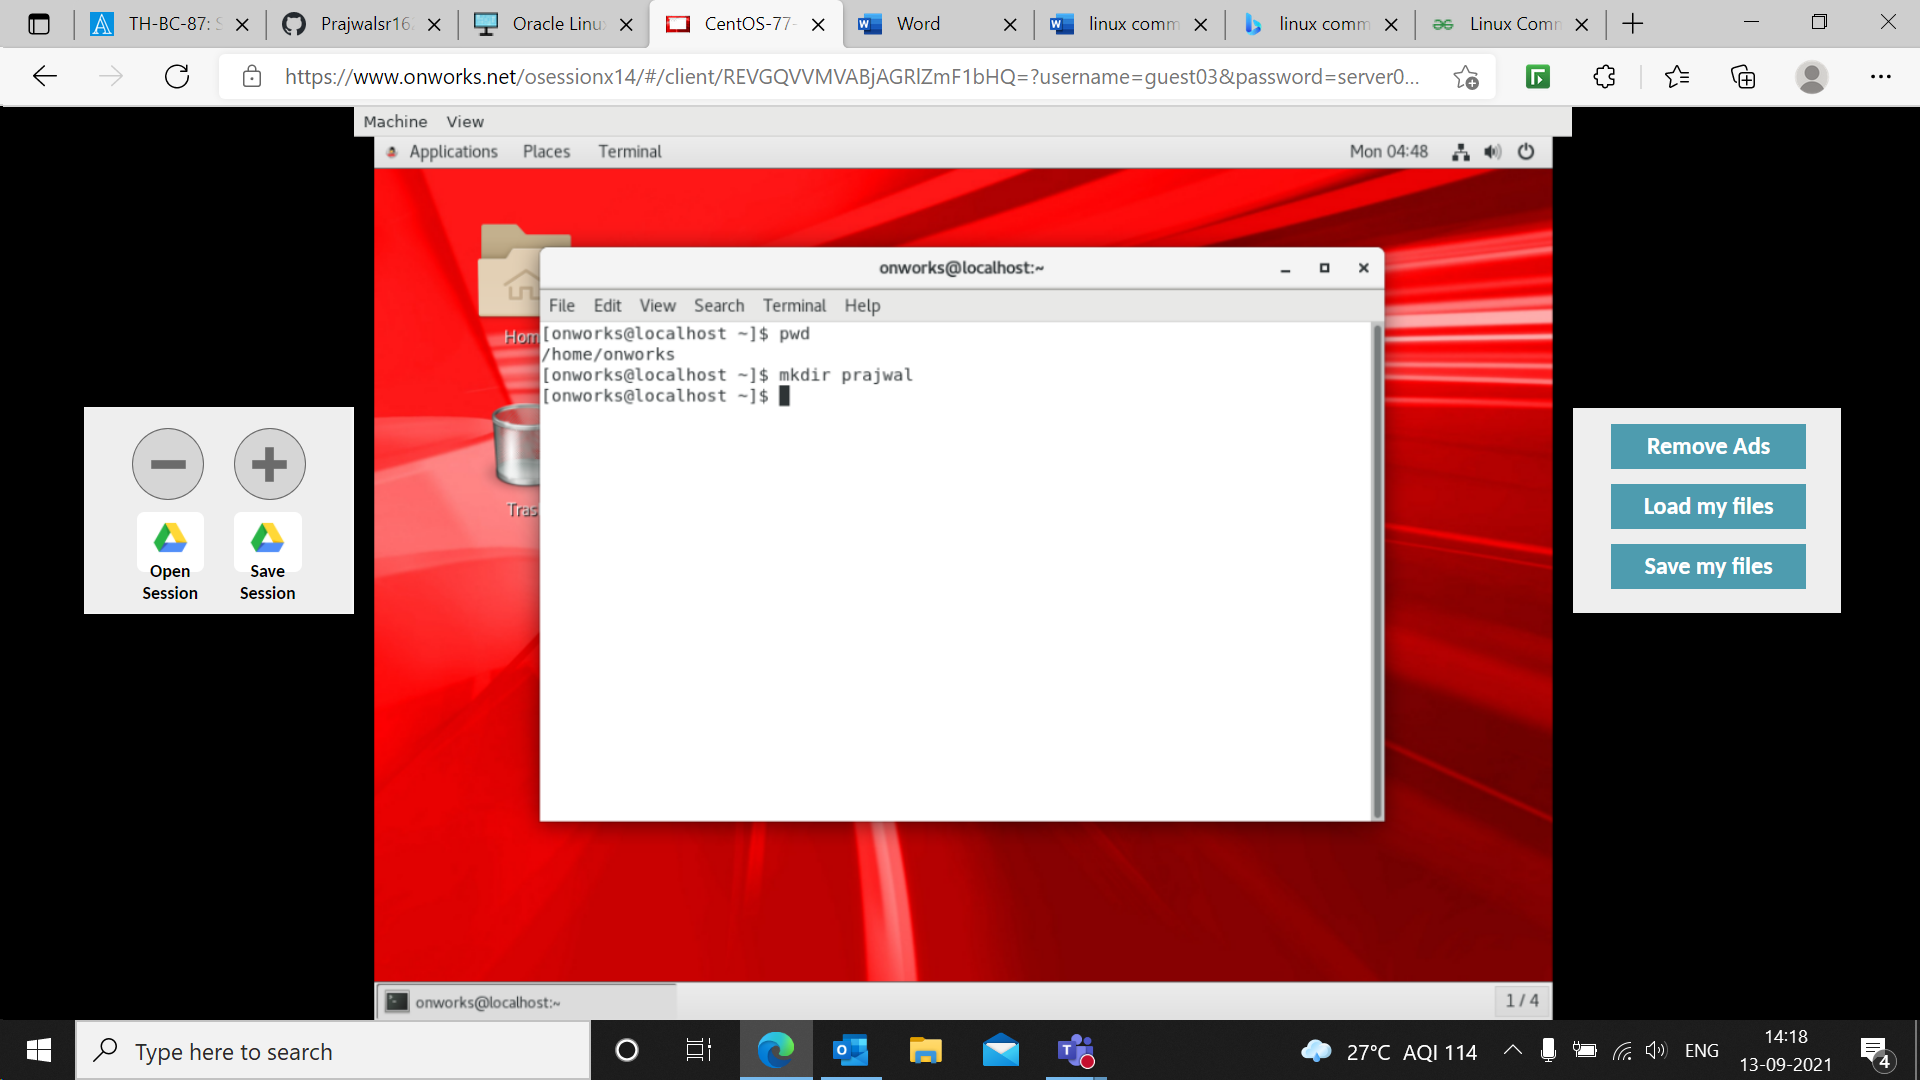 TH-BC-87: S
Prajwalsr16
Oracle Linu
CentOS-77-
Word
linux comm
linux comm
Linux Com
https://www.onworks.net/osessionx14/#/client/REVGQVVMVABjAGRlZmF1bHQ=?username=guest03&password=server0...
Machine View
Applications Places Terminal
Mon 04:48
Home
Tras
onworks@localhost:~
File Edit View Search Terminal Help
[onworks@localhost ~]$ pwd
/home/onworks
[onworks@localhost ~]$ mkdir prajwal
[onworks@localhost ~]$
Open Session
Save Session
Remove Ads
Load my files
Save my files
onworks@localhost:~
1 / 4
Type here to search
27°C AQI 114
ENG
14:18
13-09-2021
4